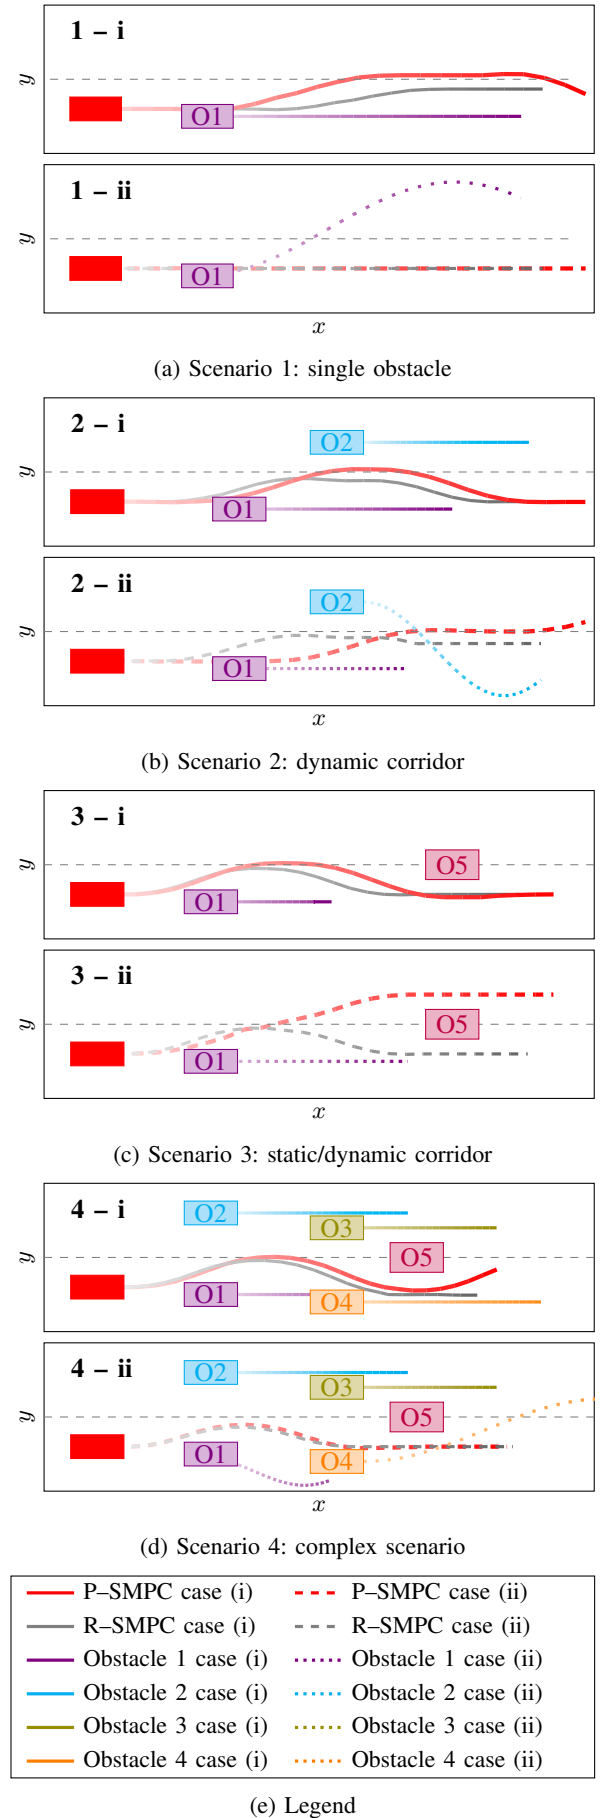 1 – i
y
O1
1 – ii
y
O1
x
(a) Scenario 1: single obstacle
2 – i
O2
y
O1
2 – ii
O2
y
O1
x
(b) Scenario 2: dynamic corridor
3 – i
y
O5
O1
3 – ii
y
O5
O1
x
(c) Scenario 3: static/dynamic corridor
4 – i
O2
O3
y
O5
O1
O4
4 – ii
O2
O3
y
O5
O1
O4
x
(d) Scenario 4: complex scenario
P–SMPC case (i) P–SMPC case (ii)
R–SMPC case (i) R–SMPC case (ii)
Obstacle 1 case (i) Obstacle 1 case (ii)
Obstacle 2 case (i) Obstacle 2 case (ii)
Obstacle 3 case (i) Obstacle 3 case (ii)
Obstacle 4 case (i) Obstacle 4 case (ii)
(e) Legend